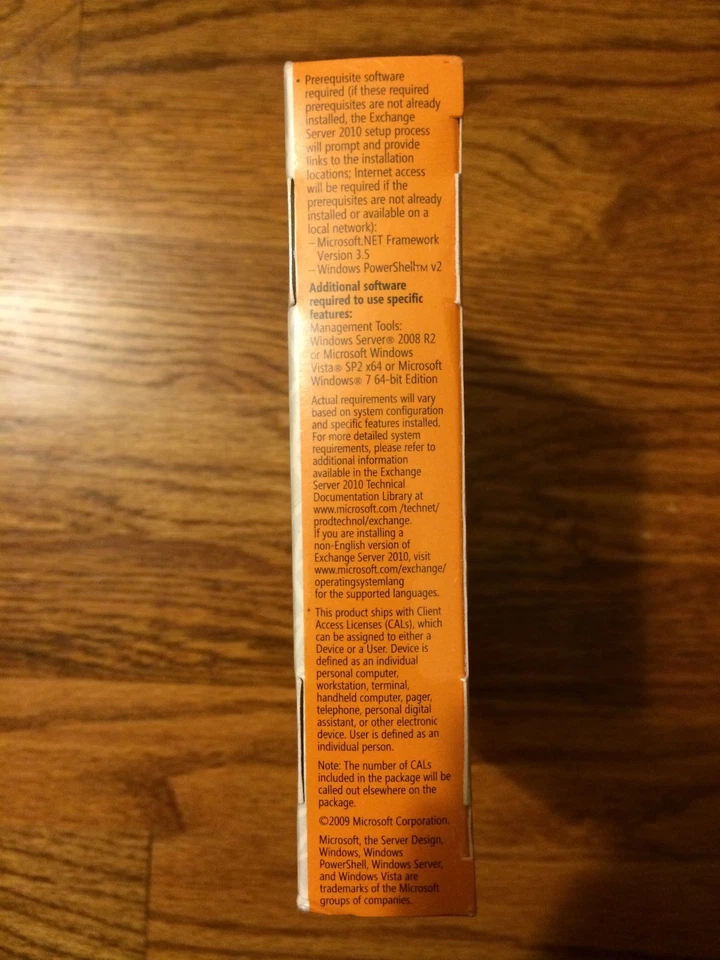 • Prerequisite software
required (if these required
prerequisites are not already
installed, the Exchange
Server 2010 setup process
will prompt and provide
links to the installation
locations; Internet access
will be required if the
prerequisites are not already
installed or available on a
local network):
– Microsoft.NET Framework
Version 3.5
– Windows PowerShell™ v2
Additional software
required to use specific
features:
Management Tools:
Windows Server® 2008 R2
or Microsoft Windows
Vista® SP2 x64 or Microsoft
Windows® 7 64-bit Edition
Actual requirements will vary
based on system configuration
and specific features installed.
For more detailed system
requirements, please refer to
additional information
available in the Exchange
Server 2010 Technical
Documentation Library at
www.microsoft.com /technet/
prodtechnol/exchange.
If you are installing a
non-English version of
Exchange Server 2010, visit
www.microsoft.com/exchange/
operatingsystemlang
for the supported languages.
* This product ships with Client
Access Licenses (CALs), which
can be assigned to either a
Device or a User. Device is
defined as an individual
personal computer,
workstation, terminal,
handheld computer, pager,
telephone, personal digital
assistant, or other electronic
device. User is defined as an
individual person.
Note: The number of CALs
included in the package will be
called out elsewhere on the
package.
©2009 Microsoft Corporation.
Microsoft, the Server Design,
Windows, Windows
PowerShell, Windows Server,
and Windows Vista are
trademarks of the Microsoft
groups of companies.